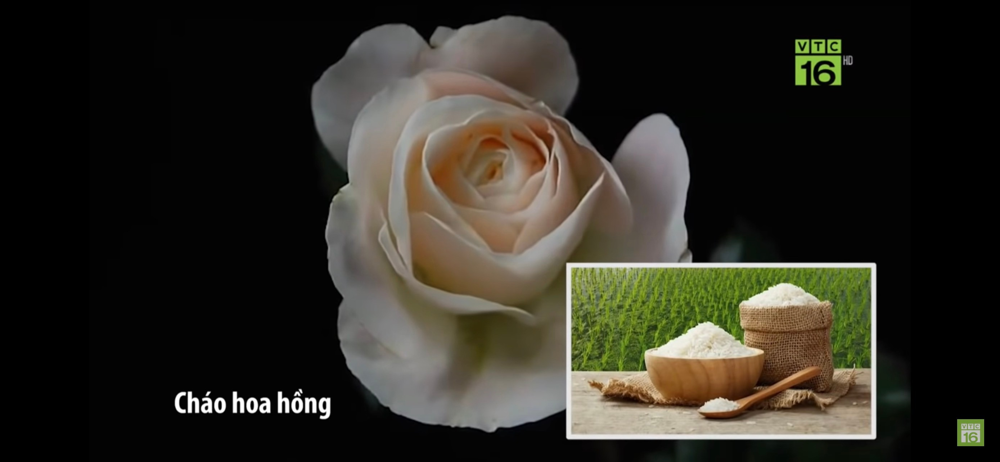 VTC
16 HD
Cháo hoa hồng
VTC
16